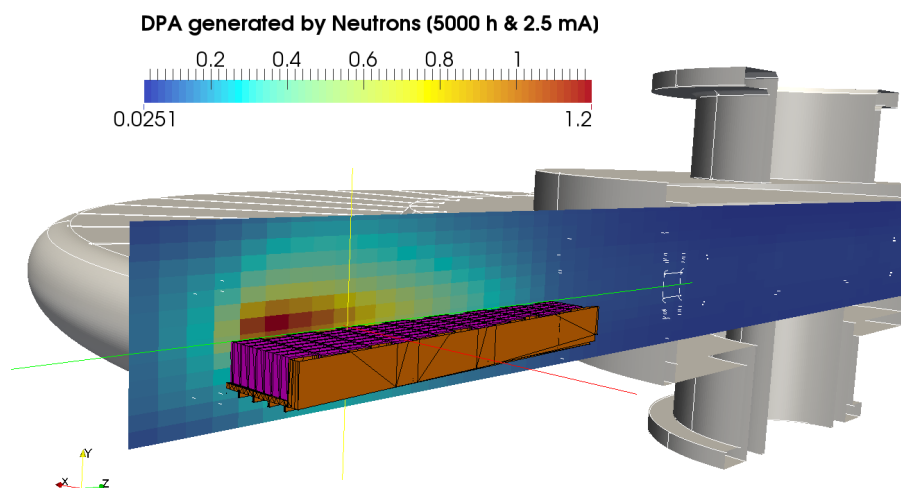 DPA generated by Neutrons (5000 h & 2.5 mA)
0.2 0.4 0.6 0.8 1
0.0251 1.2
Y
X Z